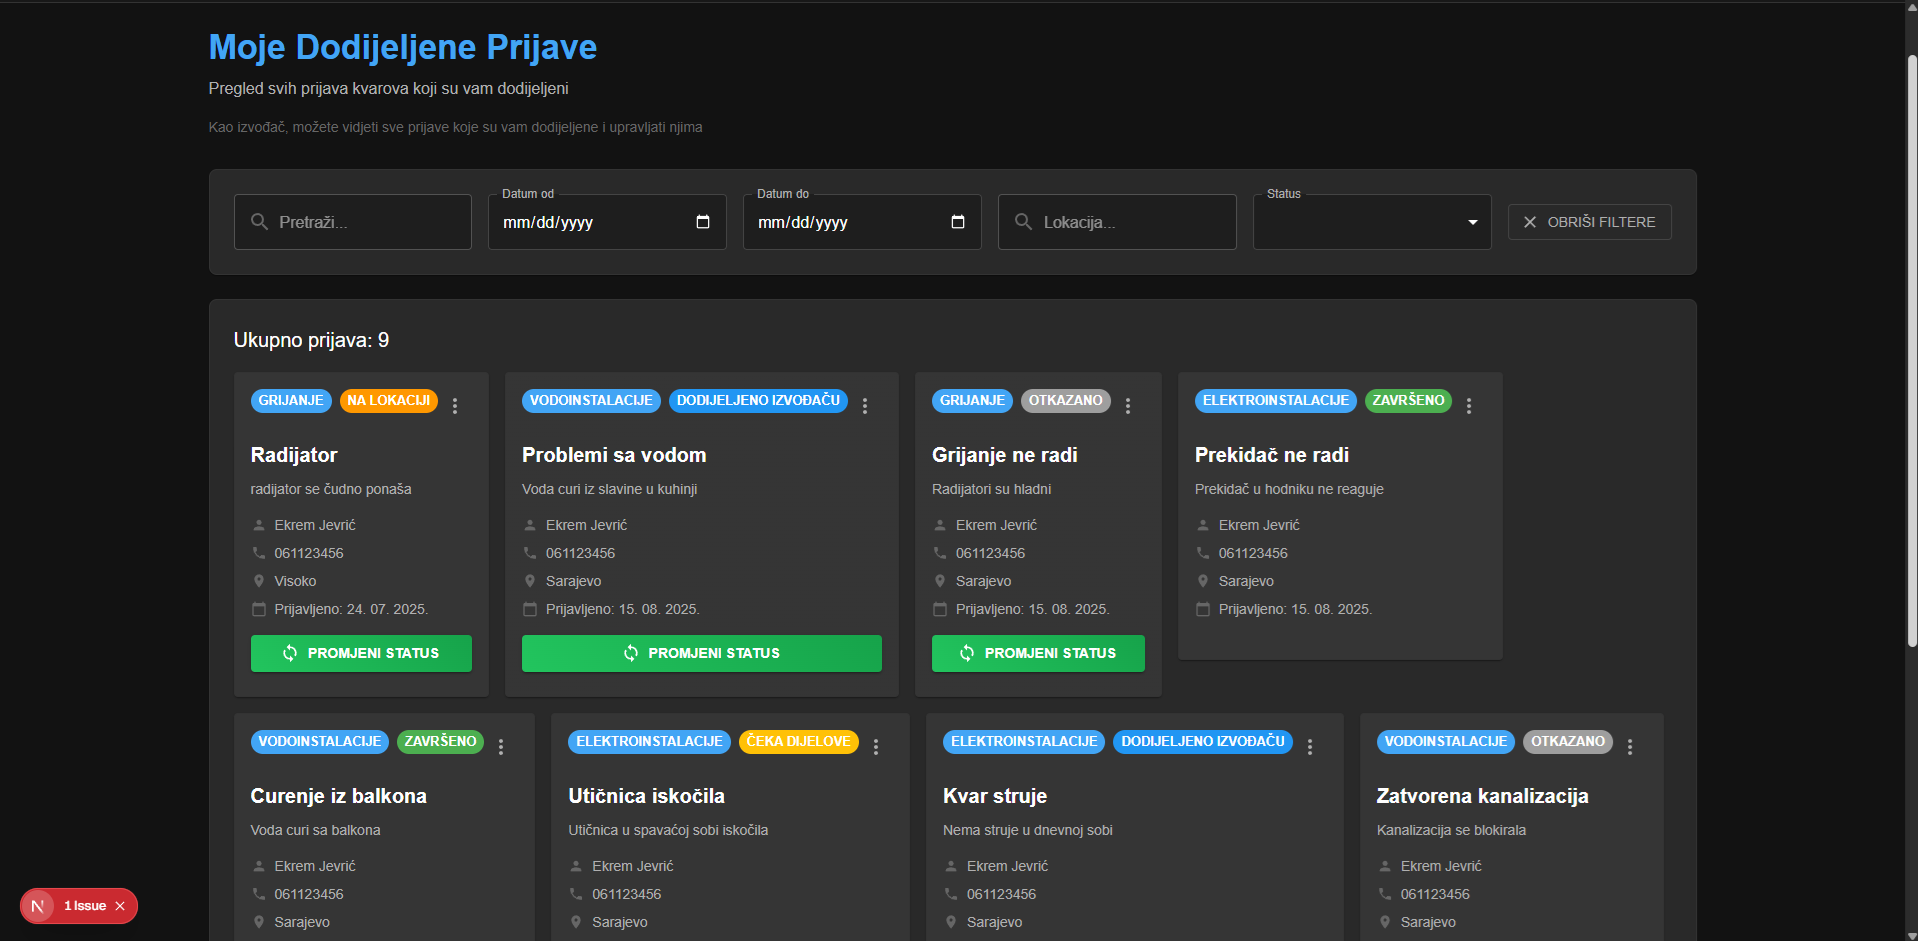 Moje Dodijeljene Prijave
Pregled svih prijava kvarova koji su vam dodijeljeni
Kao izvođač, možete vidjeti sve prijave koje su vam dodijeljene i upravljati njima
Pretraži...
Datum od
mm/dd/yyyy
Datum do
mm/dd/yyyy
Lokacija...
Status
OBRIŠI FILTERE
Ukupno prijava: 9
GRIJANJE NA LOKACIJI
Radijator
radijator se čudno ponaša
Ekrem Jevrić
061123456
Visoko
Prijavljeno: 24. 07. 2025.
PROMJENI STATUS
VODOINSTALACIJE DODIJELJENO IZVOĐAČU
Problemi sa vodom
Voda curi iz slavine u kuhinji
Ekrem Jevrić
061123456
Sarajevo
Prijavljeno: 15. 08. 2025.
PROMJENI STATUS
GRIJANJE OTKAZANO
Grijanje ne radi
Radijatori su hladni
Ekrem Jevrić
061123456
Sarajevo
Prijavljeno: 15. 08. 2025.
PROMJENI STATUS
ELEKTROINSTALACIJE ZAVRŠENO
Prekidač ne radi
Prekidač u hodniku ne reaguje
Ekrem Jevrić
061123456
Sarajevo
Prijavljeno: 15. 08. 2025.
VODOINSTALACIJE ZAVRŠENO
Curenje iz balkona
Voda curi sa balkona
Ekrem Jevrić
061123456
Sarajevo
ELEKTROINSTALACIJE ČEKA DIJELOVE
Utičnica iskočila
Utičnica u spavaćoj sobi iskočila
Ekrem Jevrić
061123456
Sarajevo
ELEKTROINSTALACIJE DODIJELJENO IZVOĐAČU
Kvar struje
Nema struje u dnevnoj sobi
Ekrem Jevrić
061123456
Sarajevo
VODOINSTALACIJE OTKAZANO
Zatvorena kanalizacija
Kanalizacija se blokirala
Ekrem Jevrić
061123456
Sarajevo
N 1 Issue